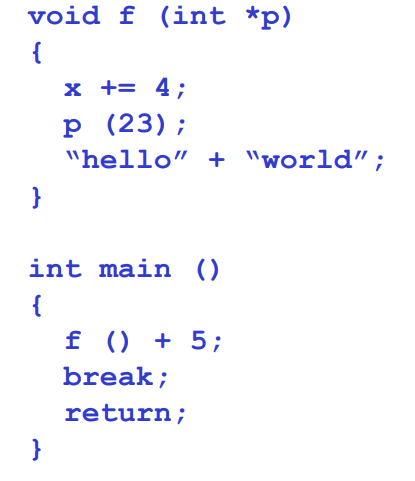 void f (int *p)
{
  x += 4;
  p (23);
  “hello” + “world”;
}

int main ()
{
  f () + 5;
  break;
  return;
}